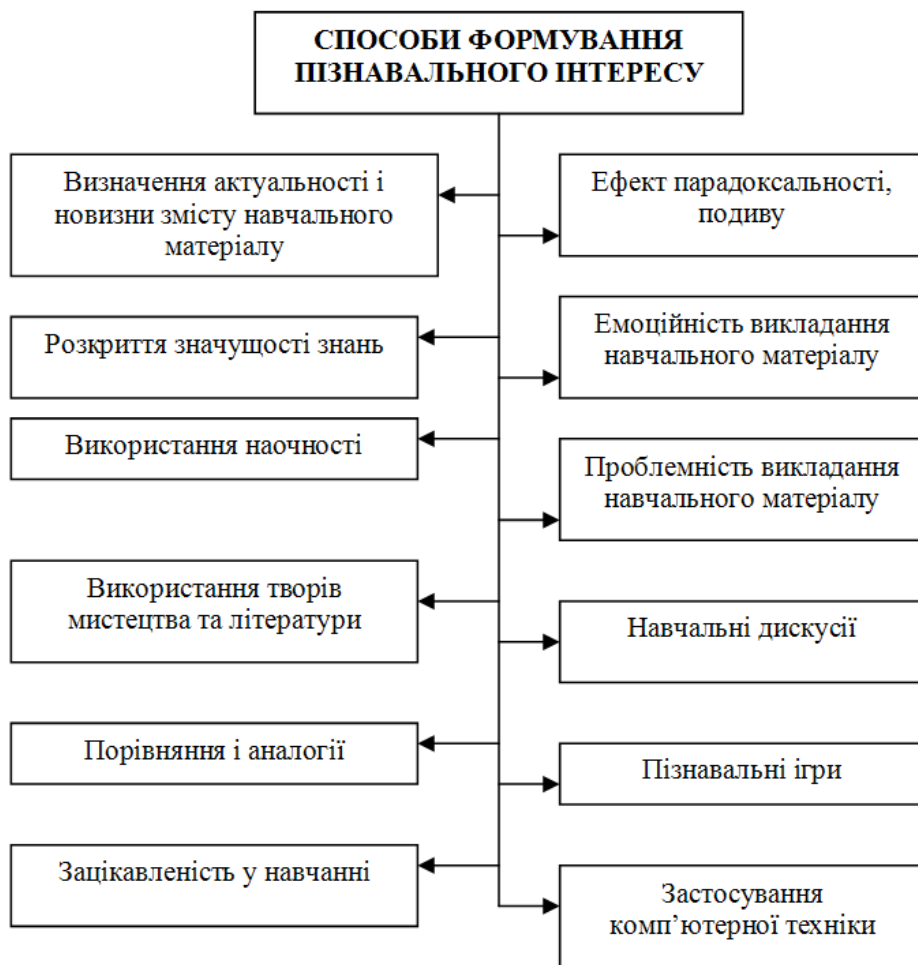 СПОСОБИ ФОРМУВАННЯ
ПІЗНАВАЛЬНОГО ІНТЕРЕСУ
Визначення актуальності і
новизни змісту навчального
матеріалу
Ефект парадоксальності,
подиву
Розкриття значущості знань
Емоційність викладання
навчального матеріалу
Використання наочності
Проблемність викладання
навчального матеріалу
Використання творів
мистецтва та літератури
Навчальні дискусії
Порівняння і аналогії
Пізнавальні ігри
Зацікавленість у навчанні
Застосування
комп’ютерної техніки